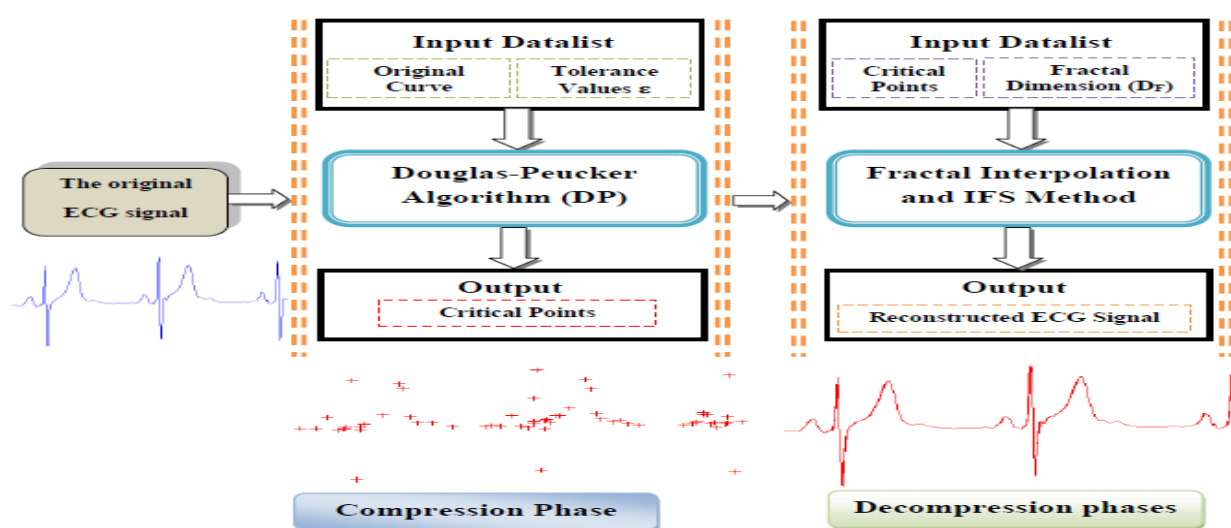 The original
ECG signal
Input Datalist
Original
Curve
Tolerance
Values ε
Douglas-Peucker
Algorithm (DP)
Output
Critical Points
Compression Phase
Input Datalist
Critical
Points
Fractal
Dimension (DF)
Fractal Interpolation
and IFS Method
Output
Reconstructed ECG Signal
Decompression phases